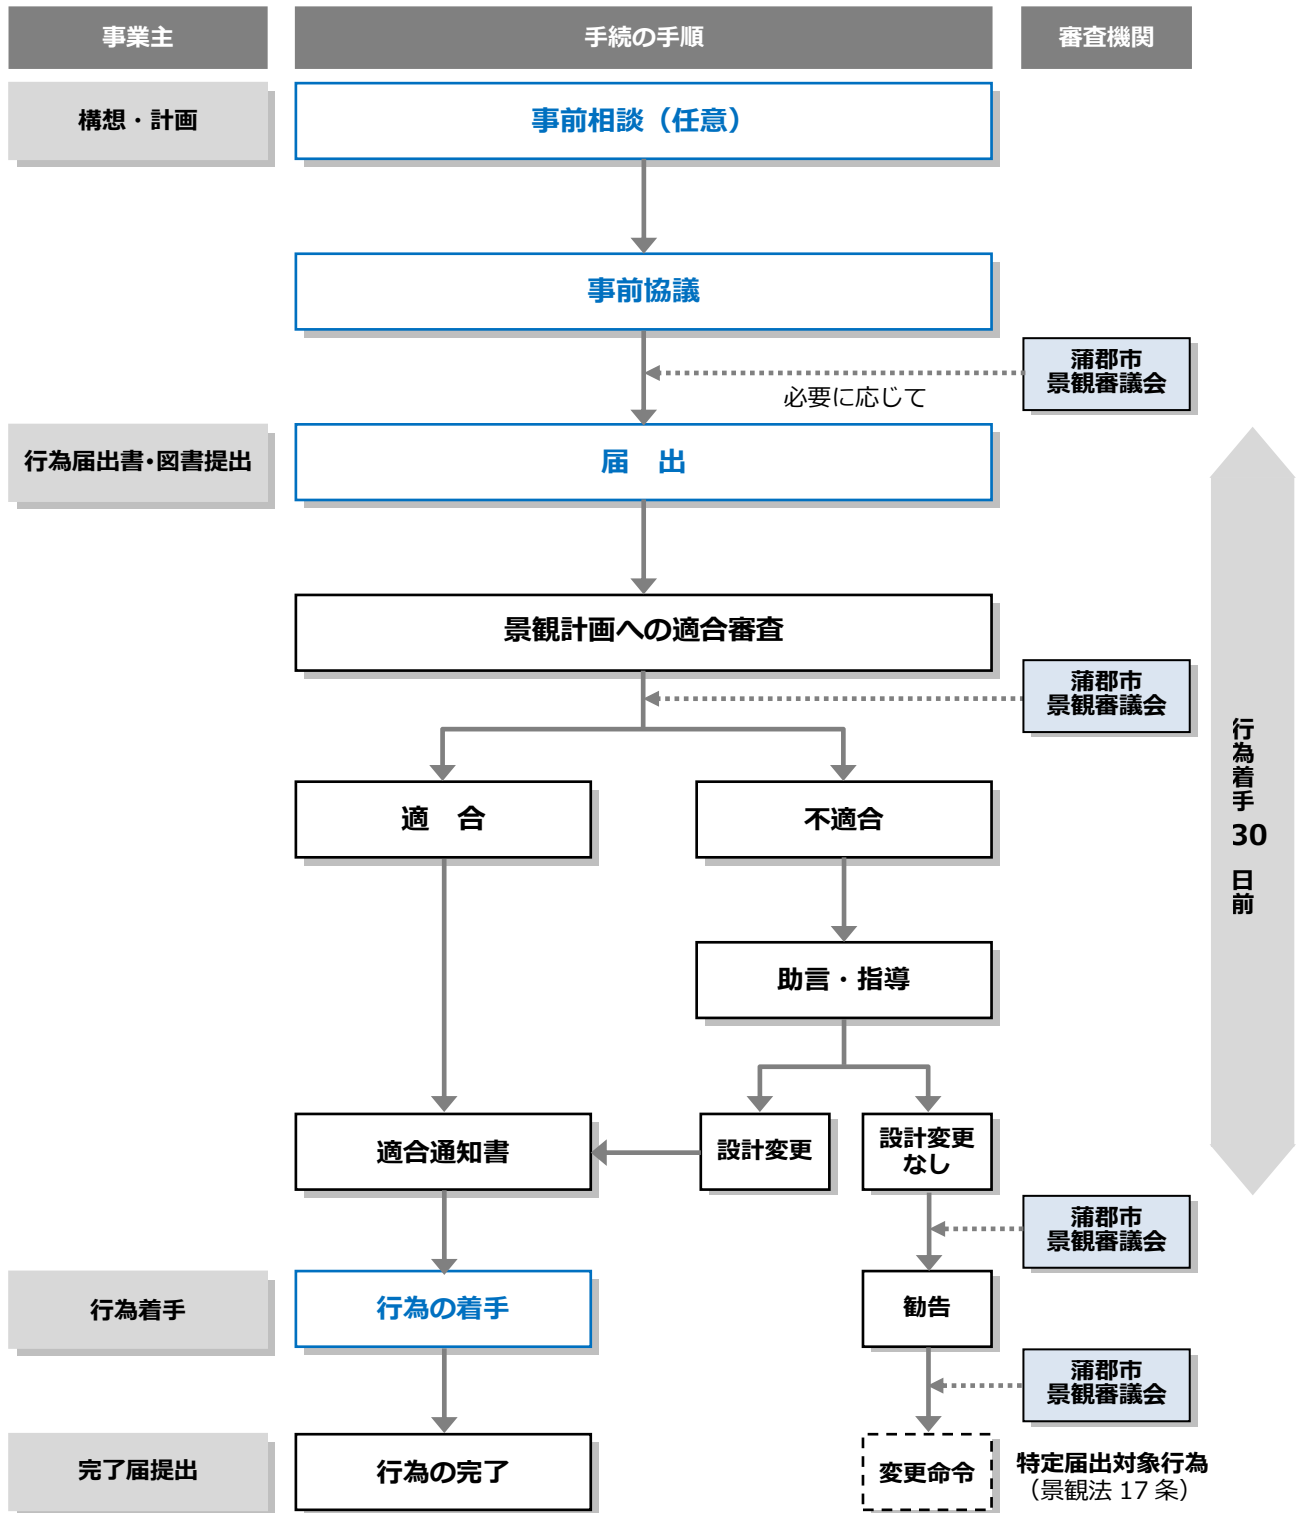 事業主
手続の手順
審査機関
構想・計画
事前相談（任意）
事前協議
蒲郡市
景観審議会
必要に応じて
行為届出書・図書提出
届　出
景観計画への適合審査
蒲郡市
景観審議会
行為着手30日前
適　合
不適合
助言・指導
適合通知書
設計変更
設計変更
なし
蒲郡市
景観審議会
行為着手
行為の着手
勧告
蒲郡市
景観審議会
完了届提出
行為の完了
変更命令
特定届出対象行為
（景観法 17 条）